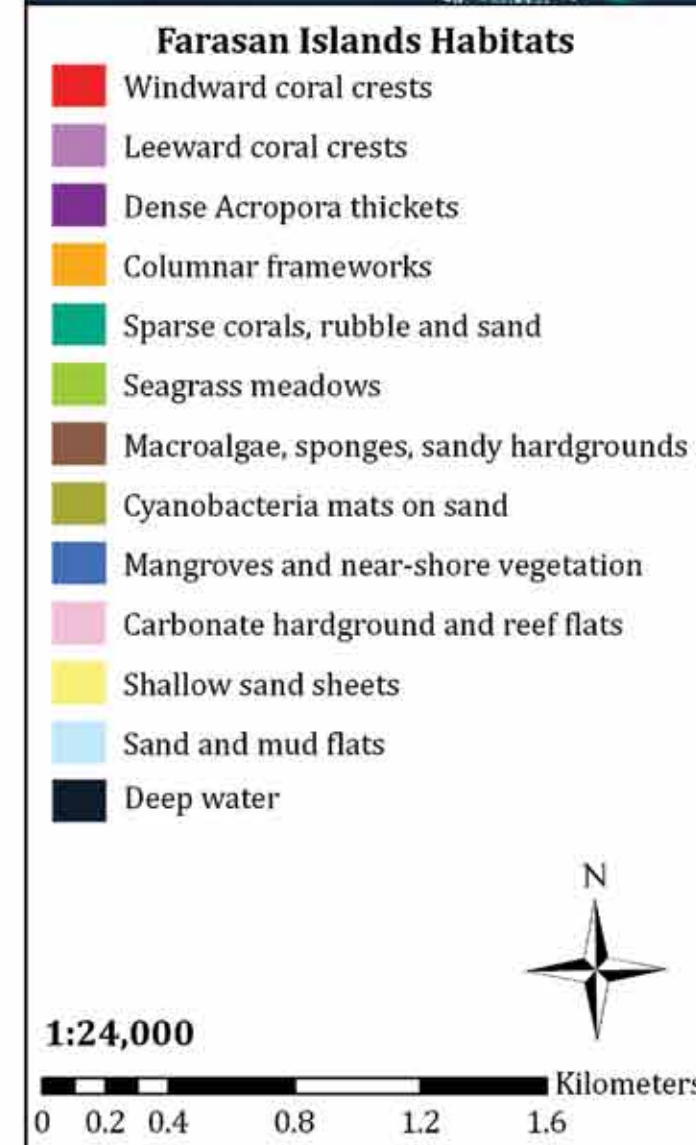 Farasan Islands Habitats
Windward coral crests
Leeward coral crests
Dense Acropora thickets
Columnar frameworks
Sparse corals, rubble and sand
Seagrass meadows
Macroalgae, sponges, sandy hardgrounds
Cyanobacteria mats on sand
Mangroves and near-shore vegetation
Carbonate hardground and reef flats
Shallow sand sheets
Sand and mud flats
Deep water
N
1:24,000
Kilometers
0 0.2 0.4 0.8 1.2 1.6